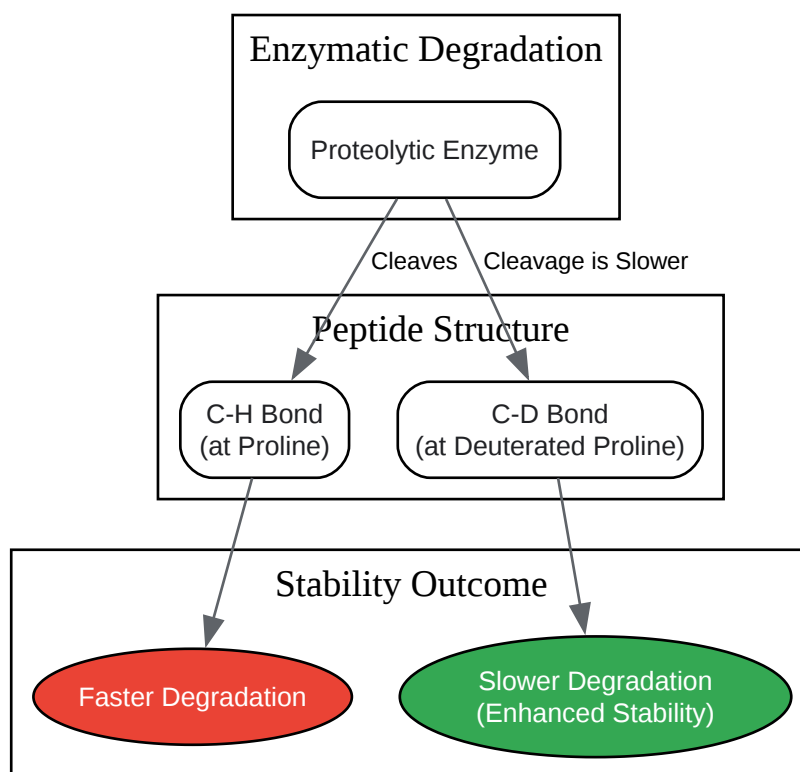 Enzymatic Degradation
Proteolytic Enzyme
Cleaves
Cleavage is Slower
Peptide Structure
C-H Bond
(at Proline)
C-D Bond
(at Deuterated Proline)
Stability Outcome
Faster Degradation
Slower Degradation
(Enhanced Stability)